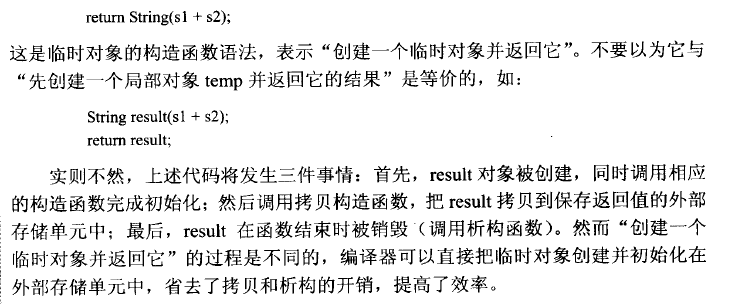 return String(s1 + s2);
这是临时对象的构造函数语法，表示“创建一个临时对象并返回它”。不要以为它与
“先创建一个局部对象 temp 并返回它的结果”是等价的，如：
String result(s1 + s2);
return result;
实则不然，上述代码将发生三件事情：首先，result 对象被创建，同时调用相应
的构造函数完成初始化；然后调用拷贝构造函数，把 result 拷贝到保存返回值的外部
存储单元中；最后，result 在函数结束时被销毁（调用析构函数）。然而“创建一个
临时对象并返回它”的过程是不同的，编译器可以直接把临时对象创建并初始化在
外部存储单元中，省去了拷贝和析构的开销，提高了效率。